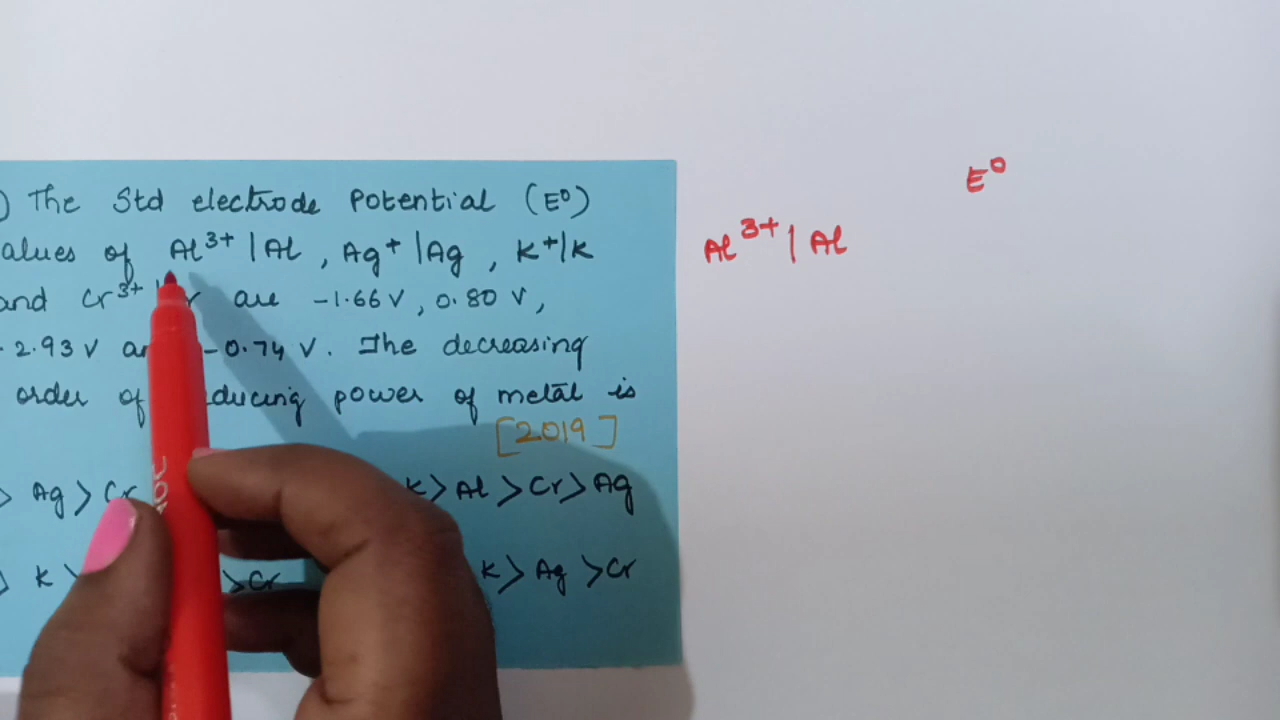 ) The Std electrode Potential (E⁰)
alues of Al³⁺ | Al , Ag⁺ | Ag , K⁺/K
and Cr³⁺ are -1.66 V , 0.80 V ,
- 2.93 V -0.74 V . The decreasing
order of power of metal is
[2019]
> Ag > Cr K > Al > Cr > Ag
> K > > Cr K > Ag > Cr
E⁰
Al³⁺ | Al